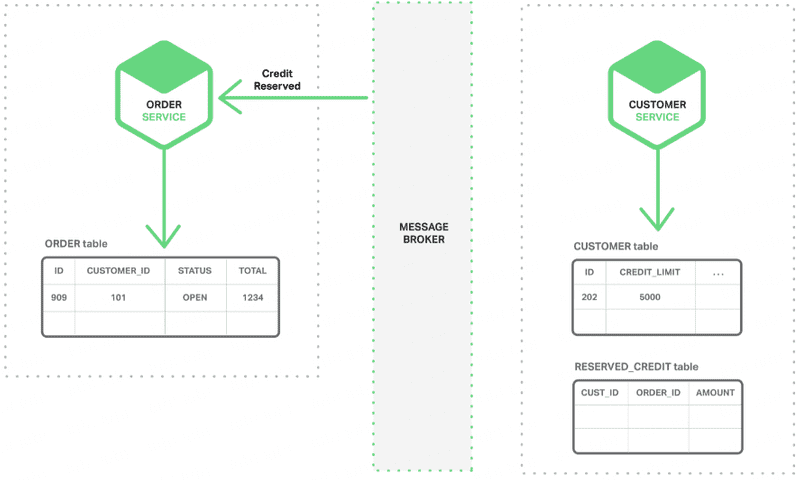 Credit
Reserved
ORDER
SERVICE
CUSTOMER
SERVICE
MESSAGE
BROKER
ORDER table
ID CUSTOMER_ID STATUS TOTAL
909 101 OPEN 1234
CUSTOMER table
ID CREDIT_LIMIT ...
202 5000
RESERVED_CREDIT table
CUST_ID ORDER_ID AMOUNT